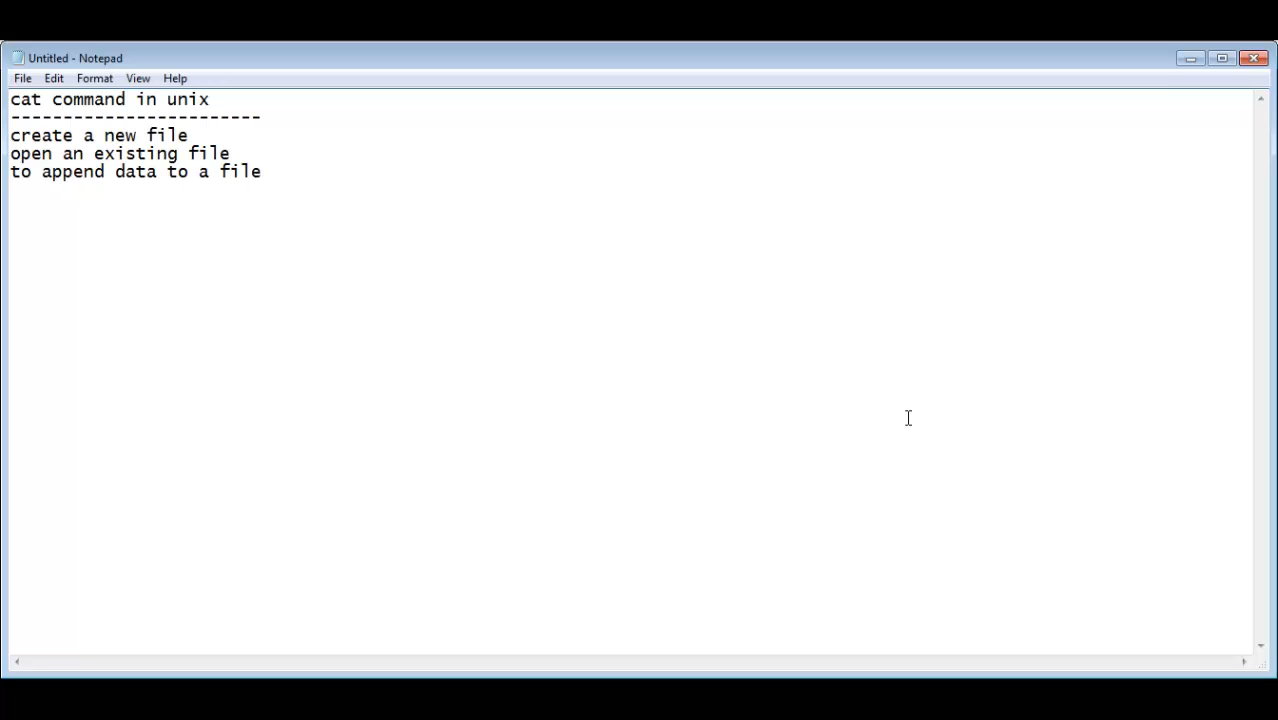 Untitled - Notepad
File Edit Format View Help
cat command in unix
------------------------
create a new file
open an existing file
to append data to a file